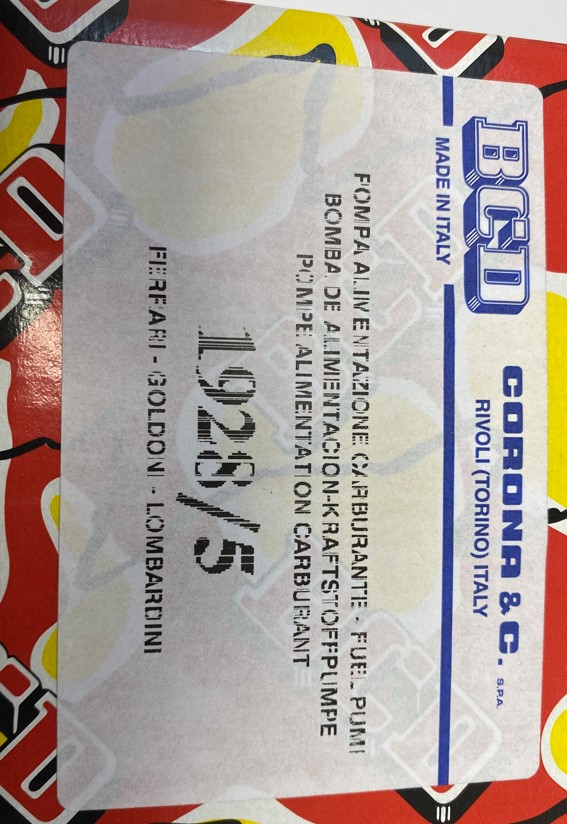 BCD CORONA & C. S.P.A.
RIVOLI (TORINO) ITALY
MADE IN ITALY
POMPA ALIMENTAZIONE CARBURANTE - FUEL PUM
BOMBA DE ALIMENTACION-KRAFTSTOFFPUMPE
POMPE ALIMENTATION CARBURANT
1928/5
FERRARI - GOLDONI - LOMBARDINI